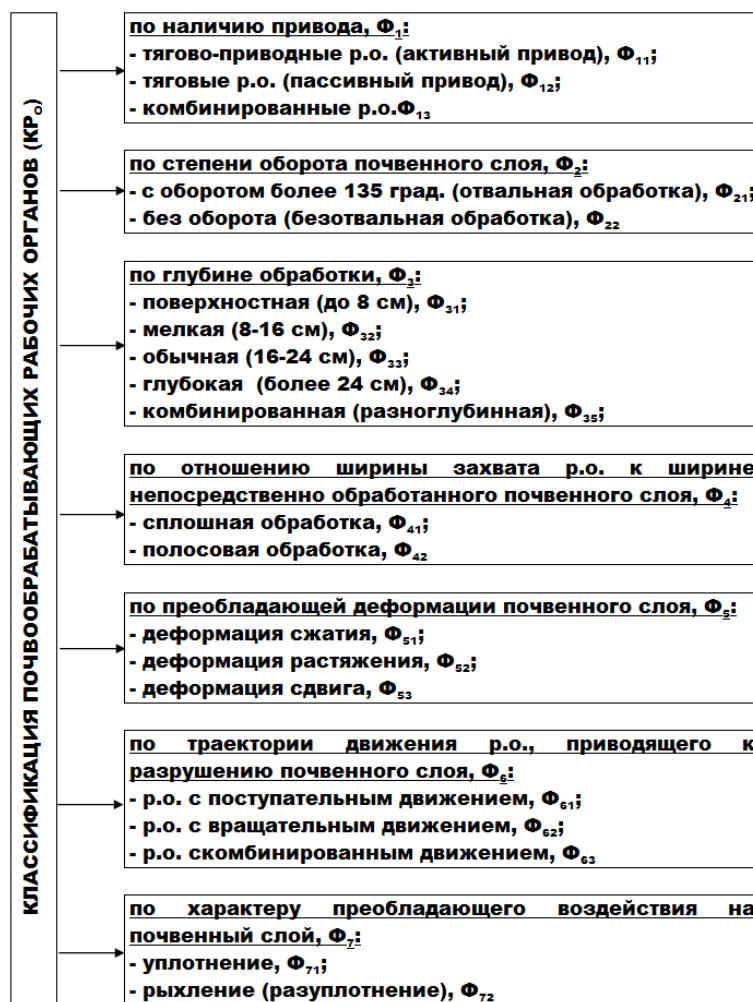 КЛАССИФИКАЦИЯ ПОЧВООБРАБАТЫВАЮЩИХ РАБОЧИХ ОРГАНОВ (КРО)
по наличию привода, Ф1:
- тягово-приводные р.о. (активный привод), Ф11;
- тяговые р.о. (пассивный привод), Ф12;
- комбинированные р.о.Ф13
по степени оборота почвенного слоя, Ф2:
- с оборотом более 135 град. (отвальная обработка), Ф21;
- без оборота (безотвальная обработка), Ф22
по глубине обработки, Ф3:
- поверхностная (до 8 см), Ф31;
- мелкая (8-16 см), Ф32;
- обычная (16-24 см), Ф33;
- глубокая (более 24 см), Ф34;
- комбинированная (разноглубинная), Ф35;
по отношению ширины захвата р.о. к ширине
непосредственно обработанного почвенного слоя, Ф4:
- сплошная обработка, Ф41;
- полосовая обработка, Ф42
по преобладающей деформации почвенного слоя, Ф5:
- деформация сжатия, Ф51;
- деформация растяжения, Ф52;
- деформация сдвига, Ф53
по траектории движения р.о., приводящего к
разрушению почвенного слоя, Ф6:
- р.о. с поступательным движением, Ф61;
- р.о. с вращательным движением, Ф62;
- р.о. скомбинированным движением, Ф63
по характеру преобладающего воздействия на
почвенный слой, Ф7:
- уплотнение, Ф71;
- рыхление (разуплотнение), Ф72